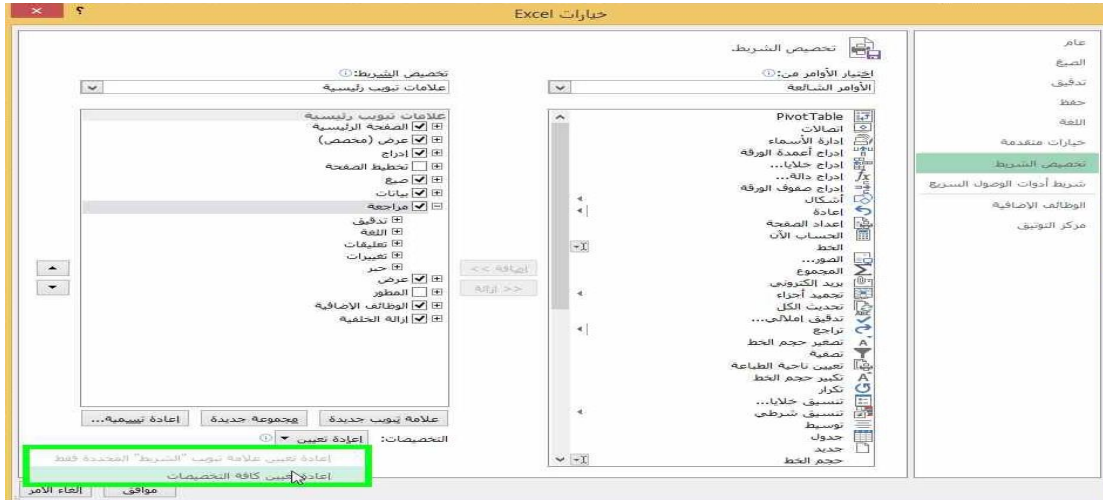 خيارات Excel
؟
عام
الصيغ
تدقيق
حفظ
اللغة
خيارات متقدمة
تخصيص الشريط
شريط أدوات الوصول السريع
الوظائف الإضافية
مركز التوثيق
تخصيص الشريط.
اختيار الأوامر من:
الأوامر الشائعة
PivotTable
اتصالات
إدارة الأسماء
إدراج أعمدة الورقة
إدراج خلايا...
إدراج دالة...
إدراج صفوف الورقة
أشكال
إعادة
إعداد الصفحة
الحساب الآن
الخط
الصور...
المجموع
بريد إلكتروني
تجميد أجزاء
تحديث الكل
تدقيق إملائي...
تراجع
تصغير حجم الخط
تصفية
تعيين ناحية الطباعة
تكبير حجم الخط
تكرار
تنسيق خلايا...
تنسيق شرطي
توسيط
جدول
جديد
حجم الخط
إضافة >>
<< إزالة
تخصيص الشريط:
علامات تبويب رئيسية
علامات تبويب رئيسية
الصفحة الرئيسية
عرض (مخصص)
إدراج
تخطيط الصفحة
صيغ
بيانات
مراجعة
تدقيق
اللغة
تعليقات
تغييرات
حبر
عرض
المطور
الوظائف الإضافية
إزالة الخلفية
علامة تبويب جديدة
مجموعة جديدة
إعادة تسمية...
التخصيصات: إعادة تعيين
إعادة تعيين علامة تبويب "الشريط" المحددة فقط
إعادة تعيين كافة التخصيصات
موافق
إلغاء الأمر